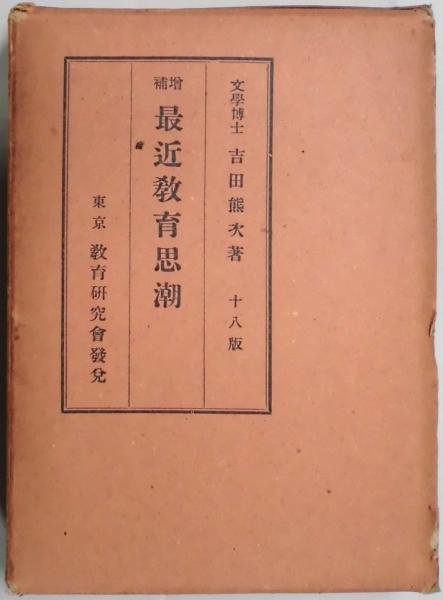 文學博士 吉田熊次著 十八版
增補 最近教育思潮
東京 教育研究會發兌